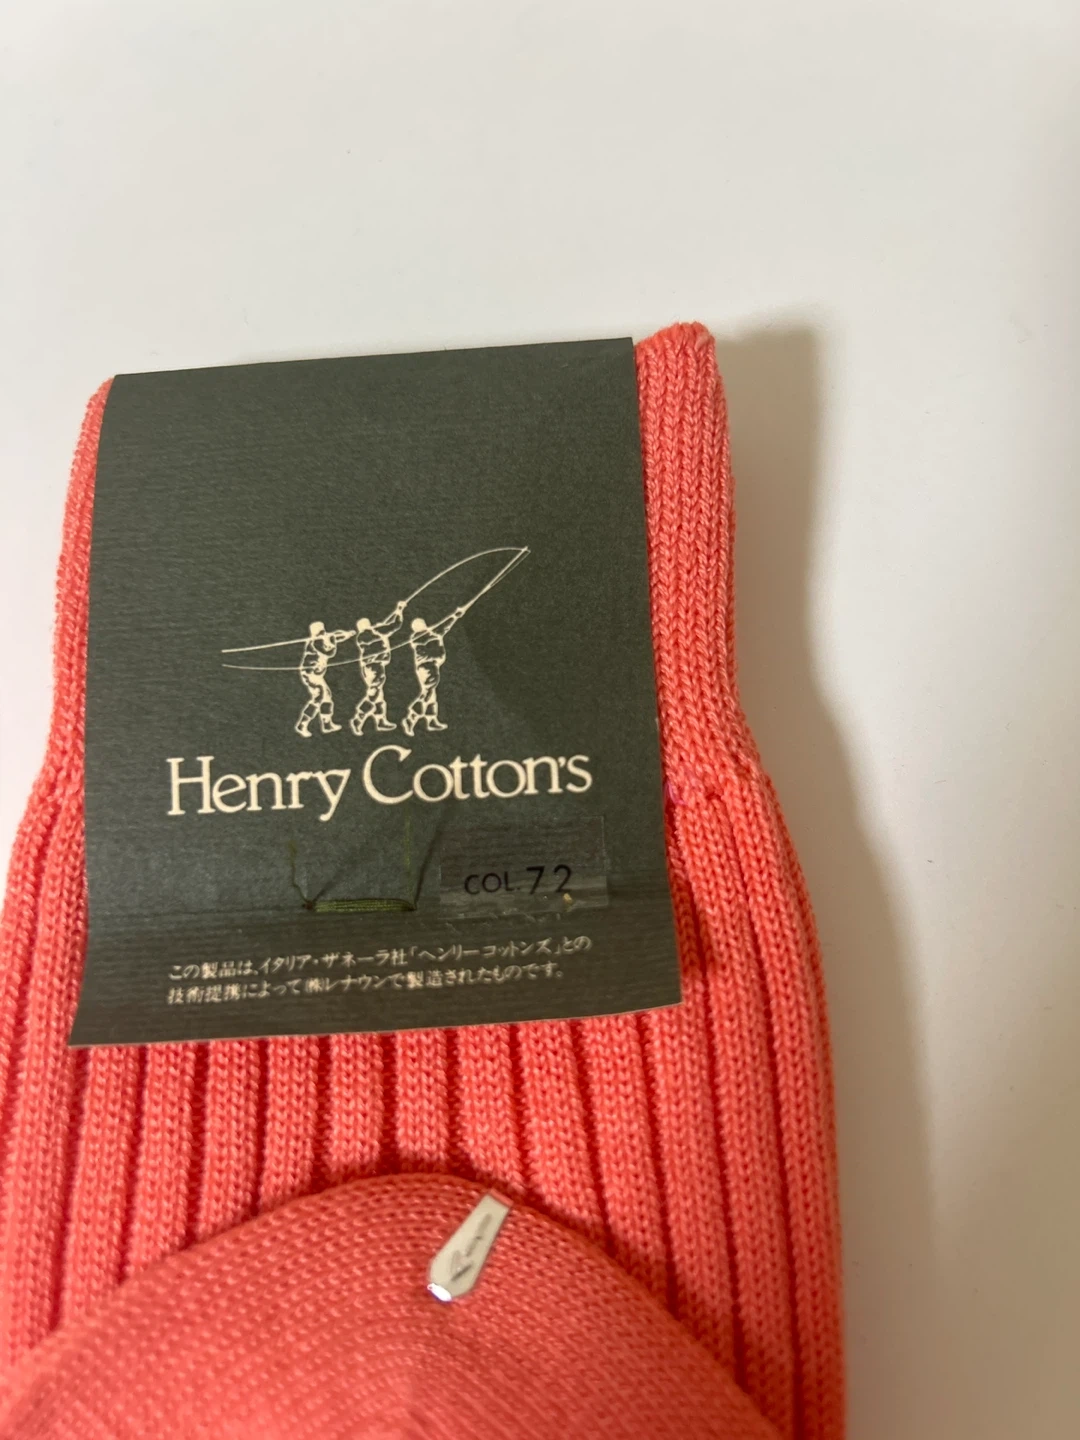 Henry Cotton's
COL. 72
この製品は、イタリア・ザネーラ社「ヘンリーコットンズ」との
技術提携によって㈱レナウンで製造されたものです。